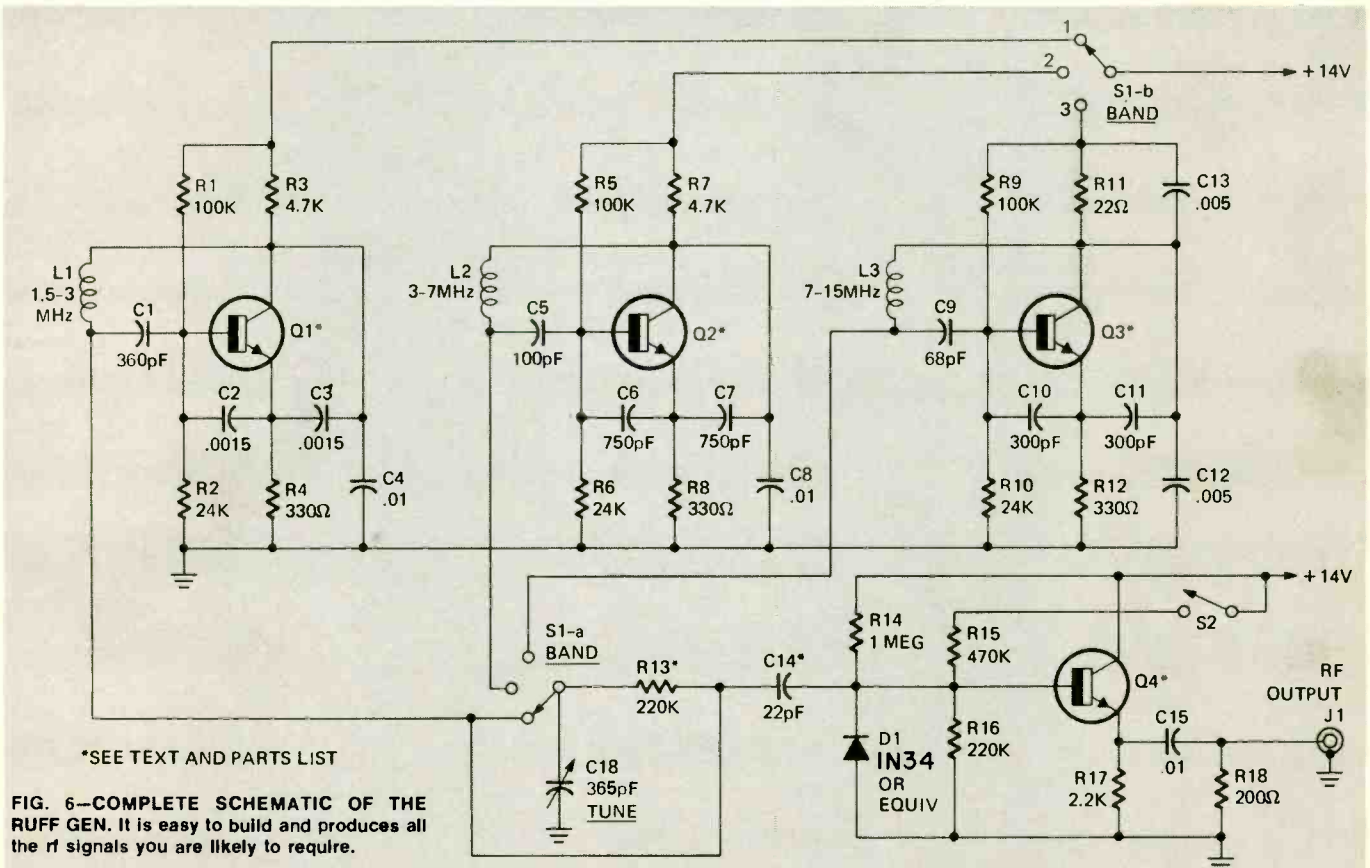 1
2
3
+14V
S1-b
BAND
R1
100K
R3
4.7K
R5
100K
R7
4.7K
R9
100K
R11
22Ω
C13
.005
L1
1.5-3
MHz
C1
360pF
Q1*
L2
3-7MHz
C5
100pF
Q2*
L3
7-15MHz
C9
68pF
Q3*
C2
.0015
C3
.0015
C6
750pF
C7
750pF
C10
300pF
C11
300pF
R2
24K
R4
330Ω
C4
.01
R6
24K
R8
330Ω
C8
.01
R10
24K
R12
330Ω
C12
.005
S1-a
BAND
R13*
220K
C14*
22pF
R14
1 MEG
R15
470K
S2
+14V
Q4*
RF
OUTPUT
J1
D1
IN34
OR
EQUIV
R16
220K
C15
.01
R17
2.2K
R18
200Ω
C18
365pF
TUNE
*SEE TEXT AND PARTS LIST
FIG. 6—COMPLETE SCHEMATIC OF THE
RUFF GEN. It is easy to build and produces all
the rf signals you are likely to require.